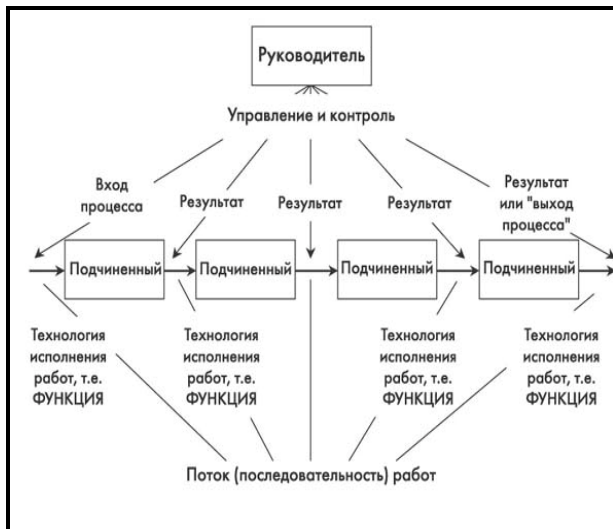 Руководитель
Управление и контроль
Вход
процесса
Результат
Результат
Результат
Результат
или "выход
процесса"
Подчиненный
Подчиненный
Подчиненный
Подчиненный
Технология
исполнения
работ, т.е.
ФУНКЦИЯ
Технология
исполнения
работ, т.е.
ФУНКЦИЯ
Технология
исполнения
работ, т.е.
ФУНКЦИЯ
Технология
исполнения
работ, т.е.
ФУНКЦИЯ
Поток (последовательность) работ